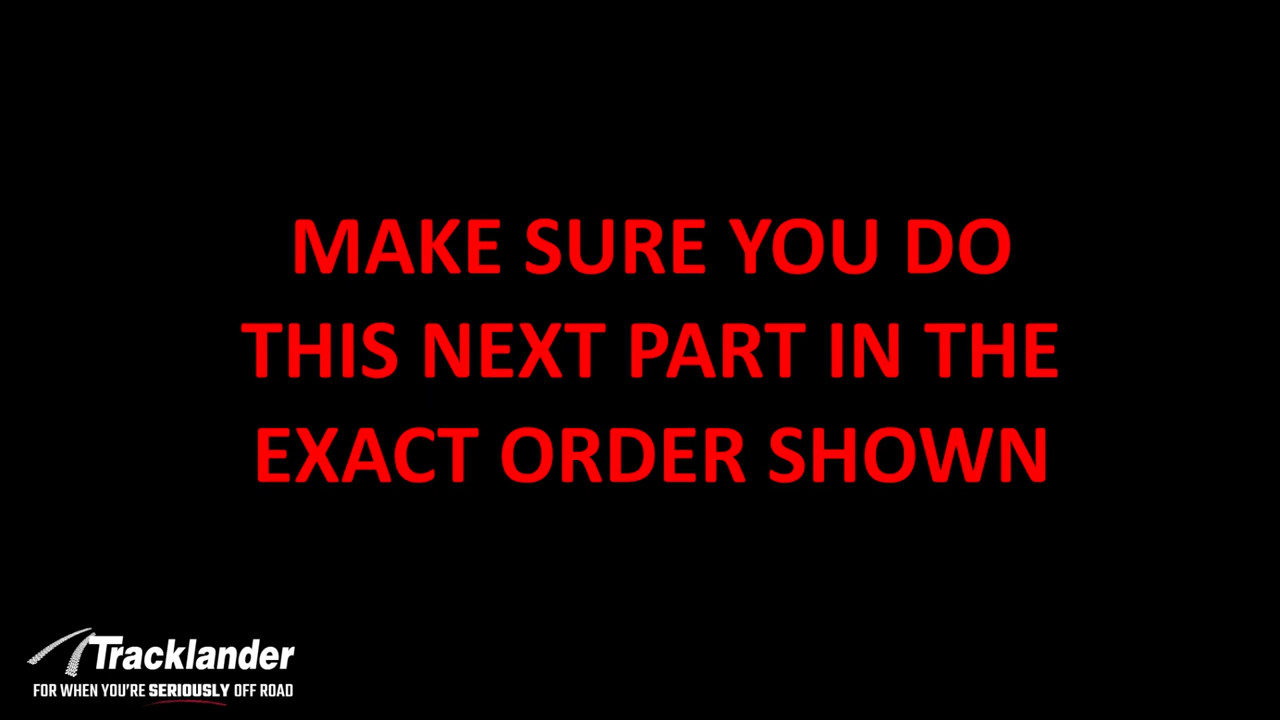 MAKE SURE YOU DO
THIS NEXT PART IN THE
EXACT ORDER SHOWN
Tracklander
FOR WHEN YOU'RE SERIOUSLY OFF ROAD